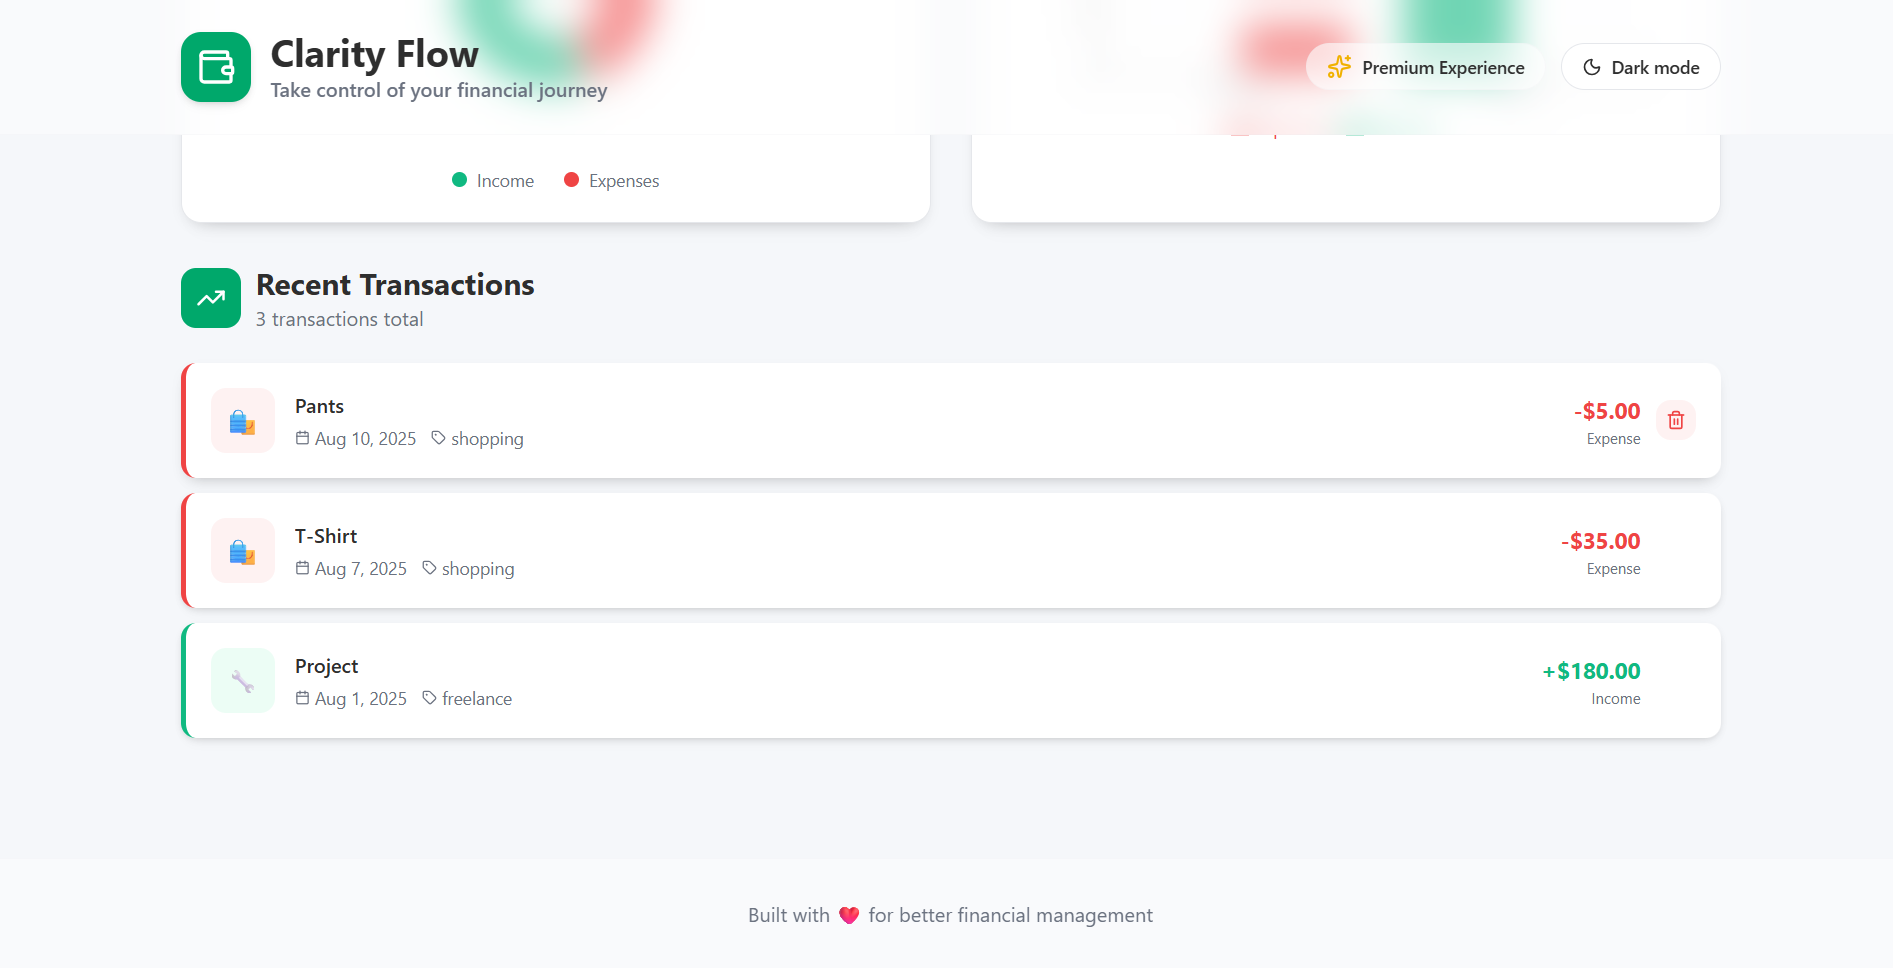 Clarity Flow
Take control of your financial journey
Premium Experience
Dark mode
Income
Expenses
Recent Transactions
3 transactions total
Pants
Aug 10, 2025 shopping
-$5.00
Expense
T-Shirt
Aug 7, 2025 shopping
-$35.00
Expense
Project
Aug 1, 2025 freelance
+$180.00
Income
Built with ❤️ for better financial management